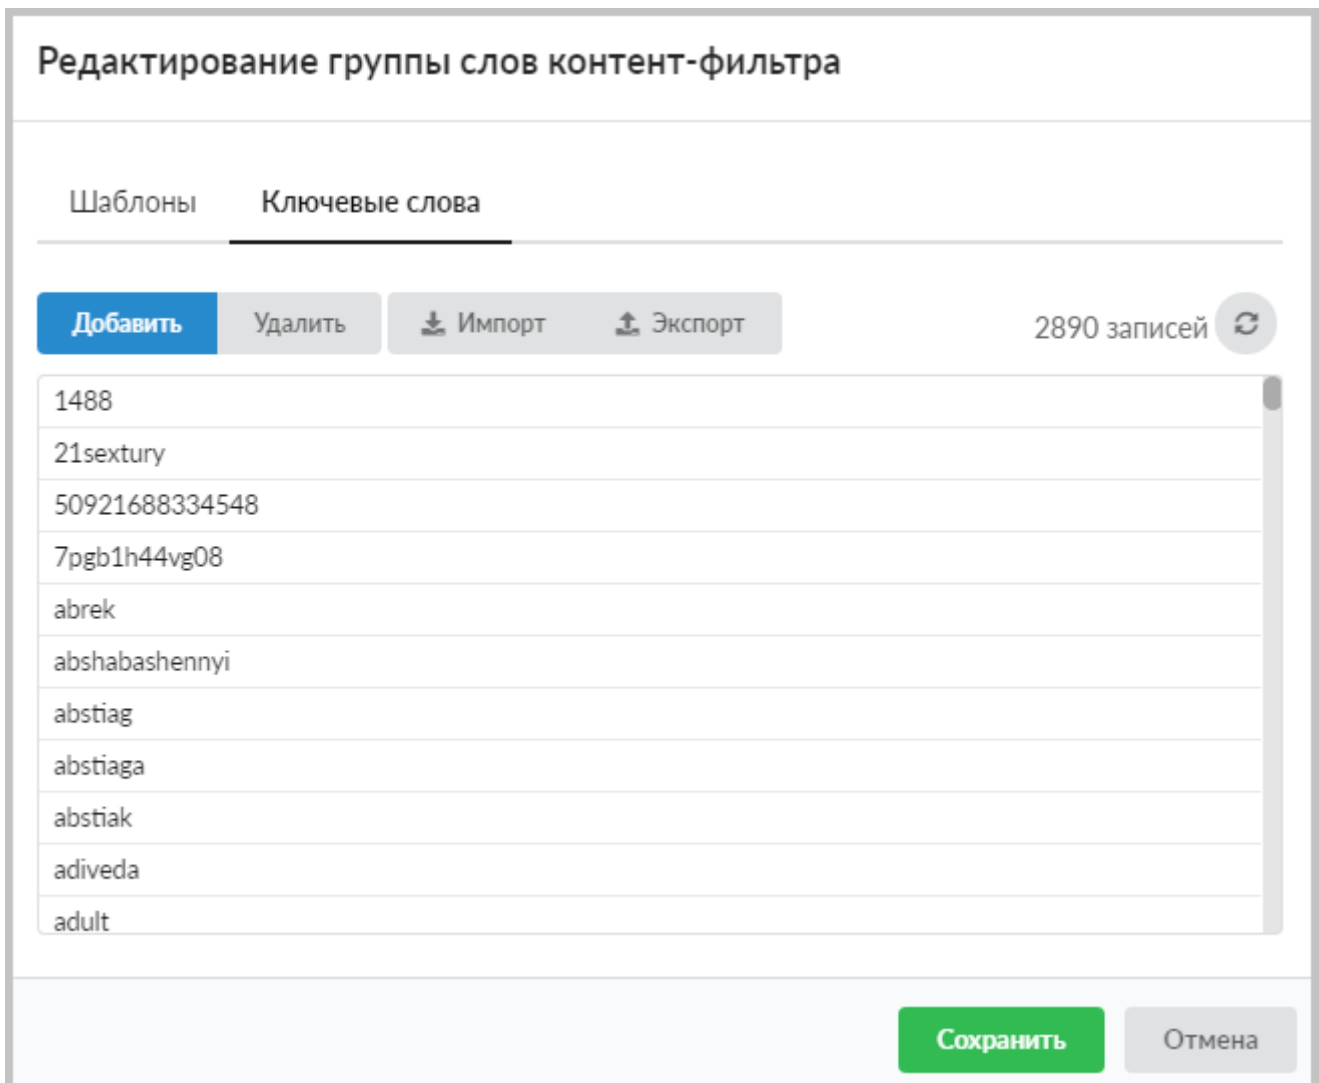 Редактирование группы слов контент-фильтра
Шаблоны Ключевые слова
Добавить Удалить Импорт Экспорт 2890 записей
1488
21sextury
50921688334548
7pgb1h44vg08
abrek
abshabashennyi
abstiag
abstiaga
abstiak
adiveda
adult
Сохранить Отмена